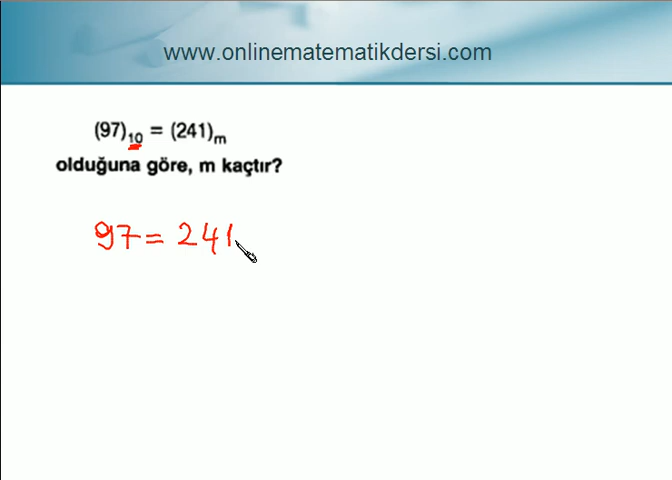 www.onlinematematikdersi.com
(97)₁₀ = (241)ₘ
olduğuna göre, m kaçtır?
97 = 241